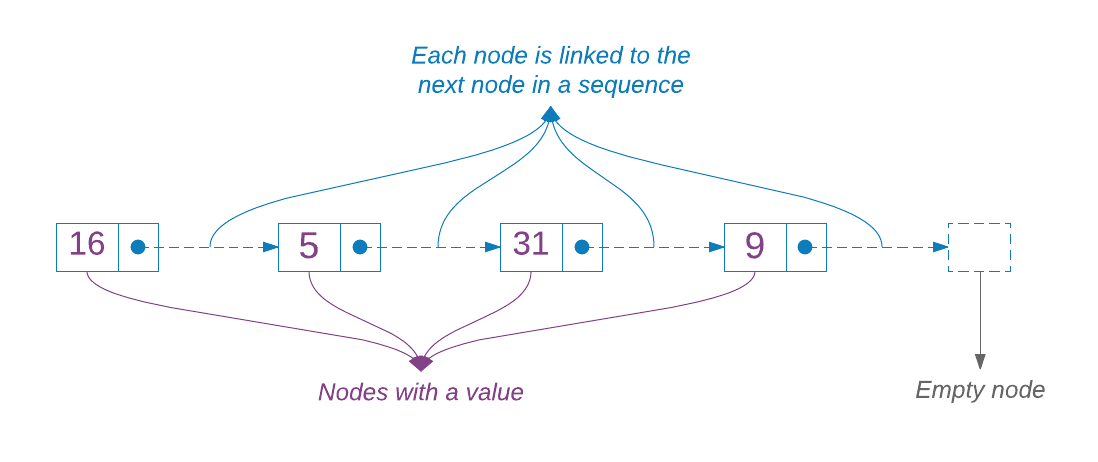 Each node is linked to the
next node in a sequence
16
5
31
9
Nodes with a value
Empty node